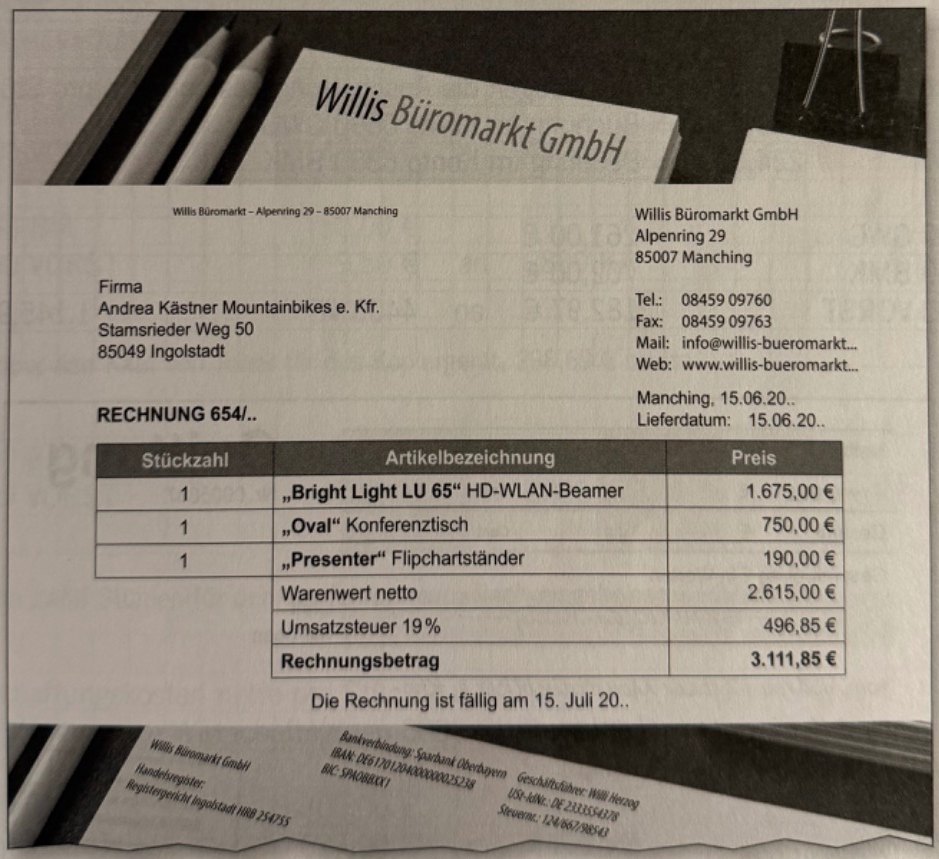 Willis Büromarkt GmbH
Willis Büromarkt – Alpenring 29 – 85007 Manching
Willis Büromarkt GmbH
Alpenring 29
85007 Manching
Firma
Andrea Kästner Mountainbikes e. Kfr.
Stamsrieder Weg 50
85049 Ingolstadt
Tel.: 08459 09760
Fax: 08459 09763
Mail: info@willis-bueromarkt...
Web: www.willis-bueromarkt...
Manching, 15.06.20..
Lieferdatum: 15.06.20..
RECHNUNG 654/..
Stückzahl Artikelbezeichnung Preis
1 „Bright Light LU 65“ HD-WLAN-Beamer 1.675,00 €
1 „Oval“ Konferenztisch 750,00 €
1 „Presenter“ Flipchartständer 190,00 €
Warenwert netto 2.615,00 €
Umsatzsteuer 19 % 496,85 €
Rechnungsbetrag 3.111,85 €
Die Rechnung ist fällig am 15. Juli 20..
Willis Büromarkt GmbH
Handelsregister:
Registergericht Ingolstadt HRB 254755
Bankverbindung: Sparbank Oberbayern
IBAN: DE61701204000000025238
BIC: SPAOBBXX1
Geschäftsführer: Willi Herzog
USt-IdNr.: DE 2333554378
Steuernr.: 124/667/98543